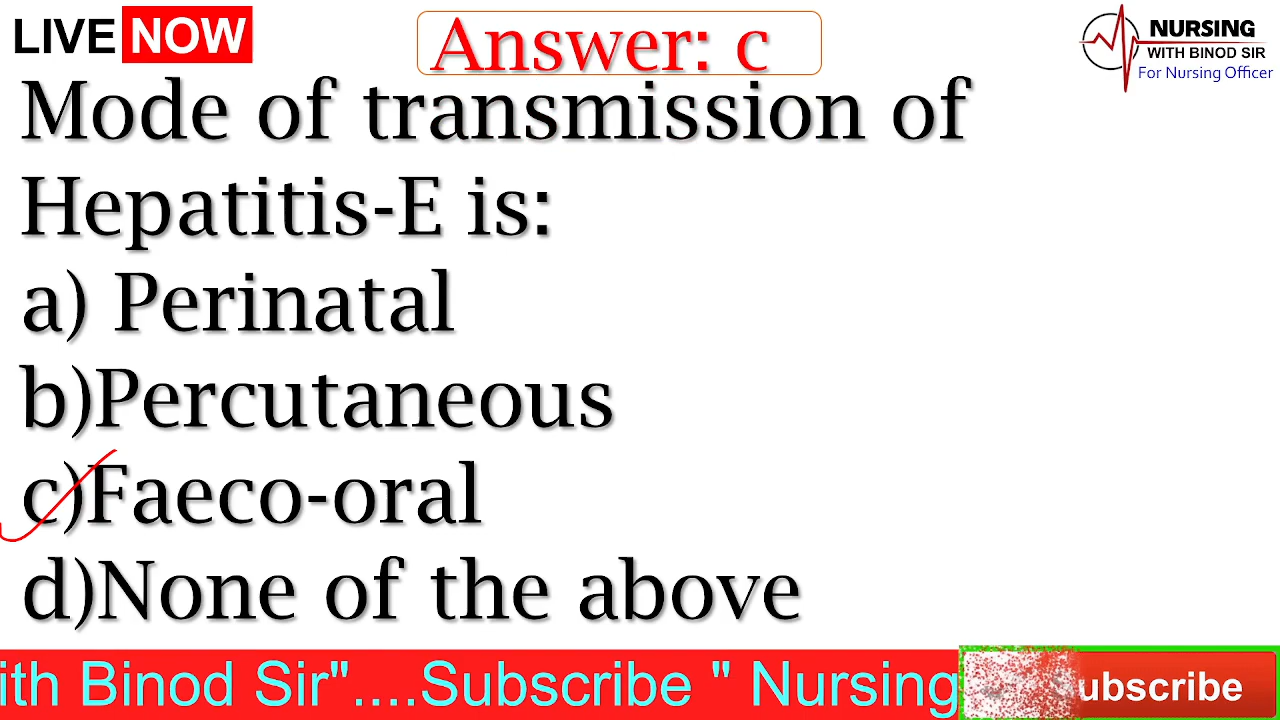 LIVE NOW
Answer: c
NURSING
WITH BINOD SIR
For Nursing Officer
Mode of transmission of
Hepatitis-E is:
a) Perinatal
b)Percutaneous
c)Faeco-oral
d)None of the above
ith Binod Sir"....Subscribe " Nursing
ubscribe